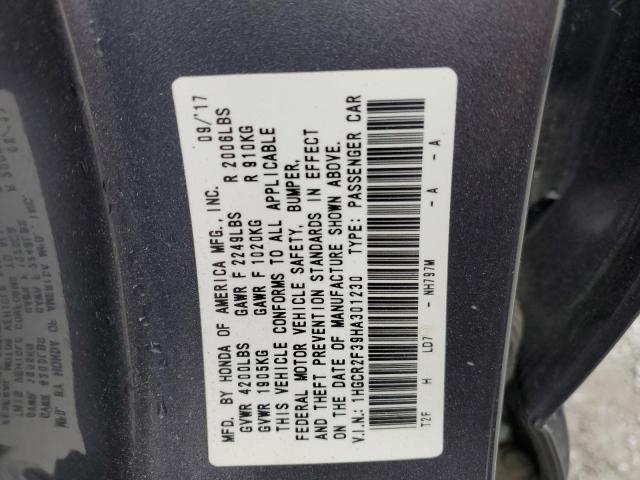 MFD. BY HONDA OF AMERICA MFG., INC. 09/'17
GVWR 4200LBS GAWR F 2249LBS R 2006LBS
GVWR 1905KG GAWR F 1020KG R 910KG
THIS VEHICLE CONFORMS TO ALL APPLICABLE
FEDERAL MOTOR VEHICLE SAFETY, BUMPER,
AND THEFT PREVENTION STANDARDS IN EFFECT
ON THE DATE OF MANUFACTURE SHOWN ABOVE.
V.I.N.: 1HGCR2F39HA301230 TYPE: PASSENGER CAR
T2F H LD7 NH797M - A - A